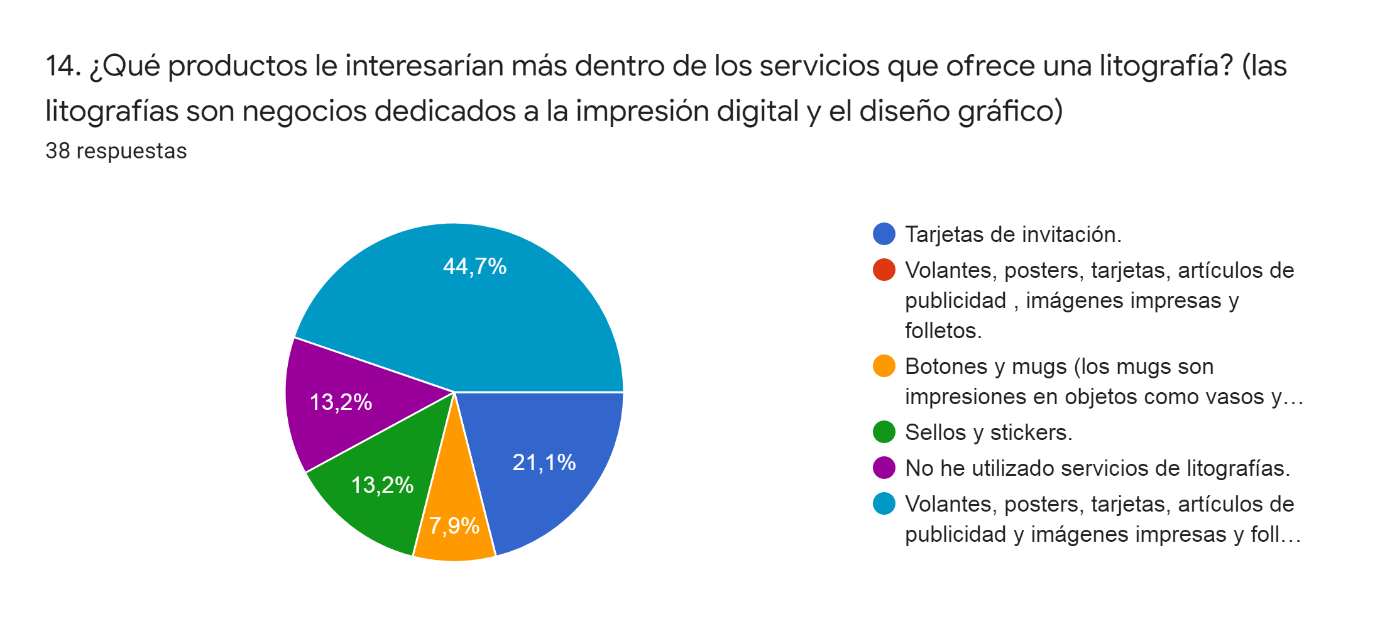 14. ¿Qué productos le interesarían más dentro de los servicios que ofrece una litografía? (las
litografías son negocios dedicados a la impresión digital y el diseño gráfico)
38 respuestas
44,7%
13,2%
13,2%
7,9%
21,1%
Tarjetas de invitación.
Volantes, posters, tarjetas, artículos de
publicidad , imágenes impresas y
folletos.
Botones y mugs (los mugs son
impresiones en objetos como vasos y…
Sellos y stickers.
No he utilizado servicios de litografías.
Volantes, posters, tarjetas, artículos de
publicidad y imágenes impresas y foll…